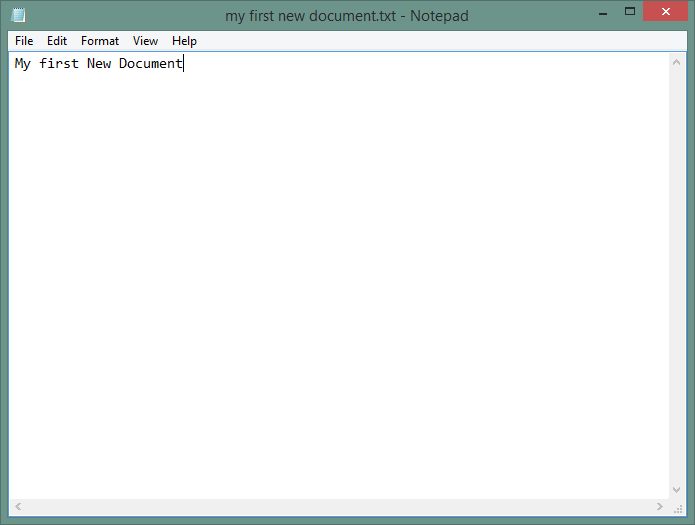 my first new document.txt - Notepad
File Edit Format View Help
My first New Document